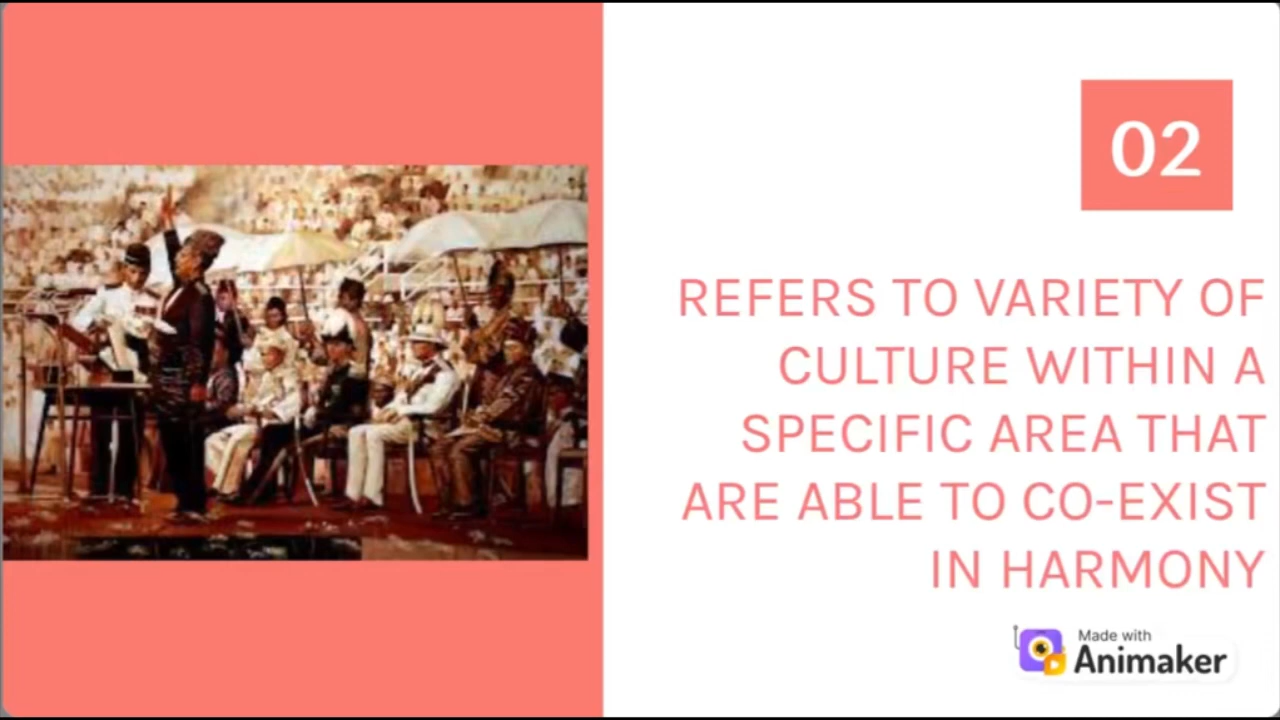 02
REFERS TO VARIETY OF
CULTURE WITHIN A
SPECIFIC AREA THAT
ARE ABLE TO CO-EXIST
IN HARMONY
Made with
Animaker